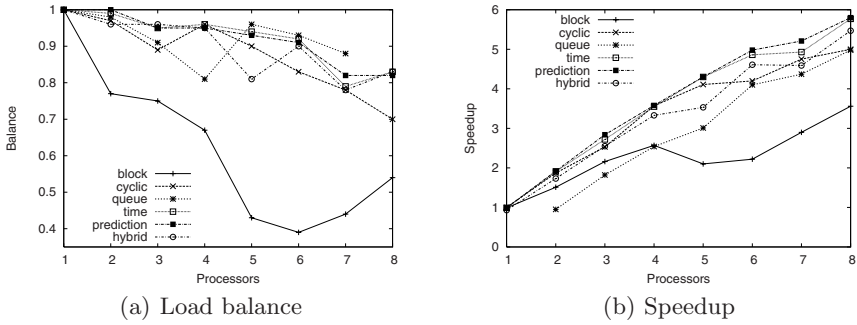 1
0.9
0.8
0.7
0.6
0.5
0.4
Balance
block
cyclic
queue
time
prediction
hybrid
1 2 3 4 5 6 7 8
Processors
(a) Load balance
6
5
4
3
2
1
0
Speedup
block
cyclic
queue
time
prediction
hybrid
1 2 3 4 5 6 7 8
Processors
(b) Speedup